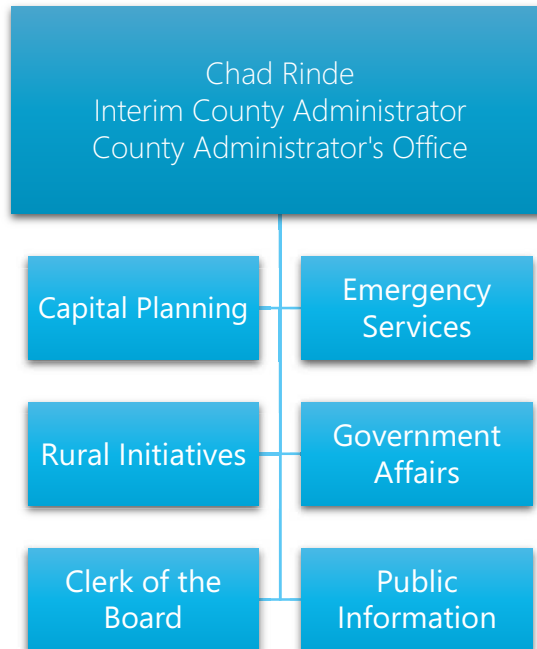 Chad Rinde
Interim County Administrator
County Administrator's Office
Capital Planning
Emergency
Services
Rural Initiatives
Government
Affairs
Clerk of the
Board
Public
Information